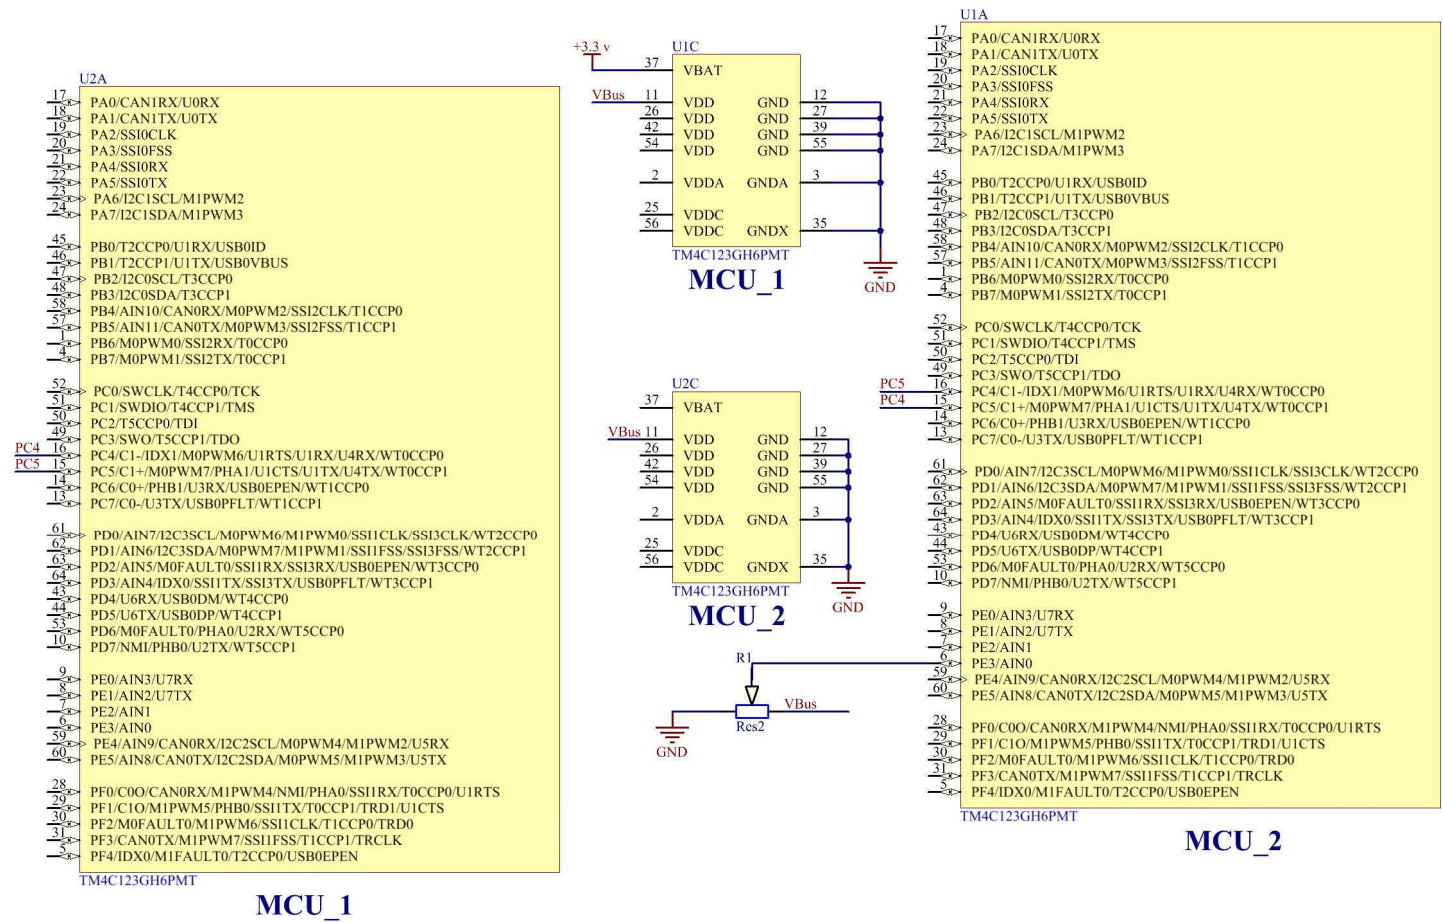 U2A
17 PA0/CAN1RX/U0RX
18 PA1/CAN1TX/U0TX
19 PA2/SSI0CLK
20 PA3/SSI0FSS
21 PA4/SSI0RX
22 PA5/SSI0TX
23 PA6/I2C1SCL/M1PWM2
24 PA7/I2C1SDA/M1PWM3
45 PB0/T2CCP0/U1RX/USB0ID
46 PB1/T2CCP1/U1TX/USB0VBUS
47 PB2/I2C0SCL/T3CCP0
48 PB3/I2C0SDA/T3CCP1
58 PB4/AIN10/CAN0RX/M0PWM2/SSI2CLK/T1CCP0
57 PB5/AIN11/CAN0TX/M0PWM3/SSI2FSS/T1CCP1
1 PB6/M0PWM0/SSI2RX/T0CCP0
4 PB7/M0PWM1/SSI2TX/T0CCP1
52 PC0/SWCLK/T4CCP0/TCK
51 PC1/SWDIO/T4CCP1/TMS
50 PC2/T5CCP0/TDI
49 PC3/SWO/T5CCP1/TDO
PC4 16 PC4/C1-/IDX1/M0PWM6/U1RTS/U1RX/U4RX/WT0CCP0
PC5 15 PC5/C1+/M0PWM7/PHA1/U1CTS/U1TX/U4TX/WT0CCP1
14 PC6/C0+/PHB1/U3RX/USB0EPEN/WT1CCP0
13 PC7/C0-/U3TX/USB0PFLT/WT1CCP1
61 PD0/AIN7/I2C3SCL/M0PWM6/M1PWM0/SSI1CLK/SSI3CLK/WT2CCP0
62 PD1/AIN6/I2C3SDA/M0PWM7/M1PWM1/SSI1FSS/SSI3FSS/WT2CCP1
63 PD2/AIN5/M0FAULT0/SSI1RX/SSI3RX/USB0EPEN/WT3CCP0
64 PD3/AIN4/IDX0/SSI1TX/SSI3TX/USB0PFLT/WT3CCP1
43 PD4/U6RX/USB0DM/WT4CCP0
44 PD5/U6TX/USB0DP/WT4CCP1
53 PD6/M0FAULT0/PHA0/U2RX/WT5CCP0
10 PD7/NMI/PHB0/U2TX/WT5CCP1
9 PE0/AIN3/U7RX
8 PE1/AIN2/U7TX
7 PE2/AIN1
6 PE3/AIN0
59 PE4/AIN9/CAN0RX/I2C2SCL/M0PWM4/M1PWM2/U5RX
60 PE5/AIN8/CAN0TX/I2C2SDA/M0PWM5/M1PWM3/U5TX
28 PF0/C0O/CAN0RX/M1PWM4/NMI/PHA0/SSI1RX/T0CCP0/U1RTS
29 PF1/C1O/M1PWM5/PHB0/SSI1TX/T0CCP1/TRD1/U1CTS
30 PF2/M0FAULT0/M1PWM6/SSI1CLK/T1CCP0/TRD0
31 PF3/CAN0TX/M1PWM7/SSI1FSS/T1CCP1/TRCLK
5 PF4/IDX0/M1FAULT0/T2CCP0/USB0EPEN
TM4C123GH6PMT
MCU_1
+3.3 v
U1C
37 VBAT
VBus 11 VDD GND 12
26 VDD GND 27
42 VDD GND 39
54 VDD GND 55
2 VDDA GNDA 3
25 VDDC
56 VDDC GNDX 35
TM4C123GH6PMT
MCU_1
GND
U2C
37 VBAT
VBus 11 VDD GND 12
26 VDD GND 27
42 VDD GND 39
54 VDD GND 55
2 VDDA GNDA 3
25 VDDC
56 VDDC GNDX 35
TM4C123GH6PMT
MCU_2
GND
R1
VBus
Res2
GND
U1A
17 PA0/CAN1RX/U0RX
18 PA1/CAN1TX/U0TX
19 PA2/SSI0CLK
20 PA3/SSI0FSS
21 PA4/SSI0RX
22 PA5/SSI0TX
23 PA6/I2C1SCL/M1PWM2
24 PA7/I2C1SDA/M1PWM3
45 PB0/T2CCP0/U1RX/USB0ID
46 PB1/T2CCP1/U1TX/USB0VBUS
47 PB2/I2C0SCL/T3CCP0
48 PB3/I2C0SDA/T3CCP1
58 PB4/AIN10/CAN0RX/M0PWM2/SSI2CLK/T1CCP0
57 PB5/AIN11/CAN0TX/M0PWM3/SSI2FSS/T1CCP1
1 PB6/M0PWM0/SSI2RX/T0CCP0
4 PB7/M0PWM1/SSI2TX/T0CCP1
52 PC0/SWCLK/T4CCP0/TCK
51 PC1/SWDIO/T4CCP1/TMS
50 PC2/T5CCP0/TDI
49 PC3/SWO/T5CCP1/TDO
PC5 16 PC4/C1-/IDX1/M0PWM6/U1RTS/U1RX/U4RX/WT0CCP0
PC4 15 PC5/C1+/M0PWM7/PHA1/U1CTS/U1TX/U4TX/WT0CCP1
14 PC6/C0+/PHB1/U3RX/USB0EPEN/WT1CCP0
13 PC7/C0-/U3TX/USB0PFLT/WT1CCP1
61 PD0/AIN7/I2C3SCL/M0PWM6/M1PWM0/SSI1CLK/SSI3CLK/WT2CCP0
62 PD1/AIN6/I2C3SDA/M0PWM7/M1PWM1/SSI1FSS/SSI3FSS/WT2CCP1
63 PD2/AIN5/M0FAULT0/SSI1RX/SSI3RX/USB0EPEN/WT3CCP0
64 PD3/AIN4/IDX0/SSI1TX/SSI3TX/USB0PFLT/WT3CCP1
43 PD4/U6RX/USB0DM/WT4CCP0
44 PD5/U6TX/USB0DP/WT4CCP1
53 PD6/M0FAULT0/PHA0/U2RX/WT5CCP0
10 PD7/NMI/PHB0/U2TX/WT5CCP1
9 PE0/AIN3/U7RX
8 PE1/AIN2/U7TX
7 PE2/AIN1
6 PE3/AIN0
59 PE4/AIN9/CAN0RX/I2C2SCL/M0PWM4/M1PWM2/U5RX
60 PE5/AIN8/CAN0TX/I2C2SDA/M0PWM5/M1PWM3/U5TX
28 PF0/C0O/CAN0RX/M1PWM4/NMI/PHA0/SSI1RX/T0CCP0/U1RTS
29 PF1/C1O/M1PWM5/PHB0/SSI1TX/T0CCP1/TRD1/U1CTS
30 PF2/M0FAULT0/M1PWM6/SSI1CLK/T1CCP0/TRD0
31 PF3/CAN0TX/M1PWM7/SSI1FSS/T1CCP1/TRCLK
5 PF4/IDX0/M1FAULT0/T2CCP0/USB0EPEN
TM4C123GH6PMT
MCU_2